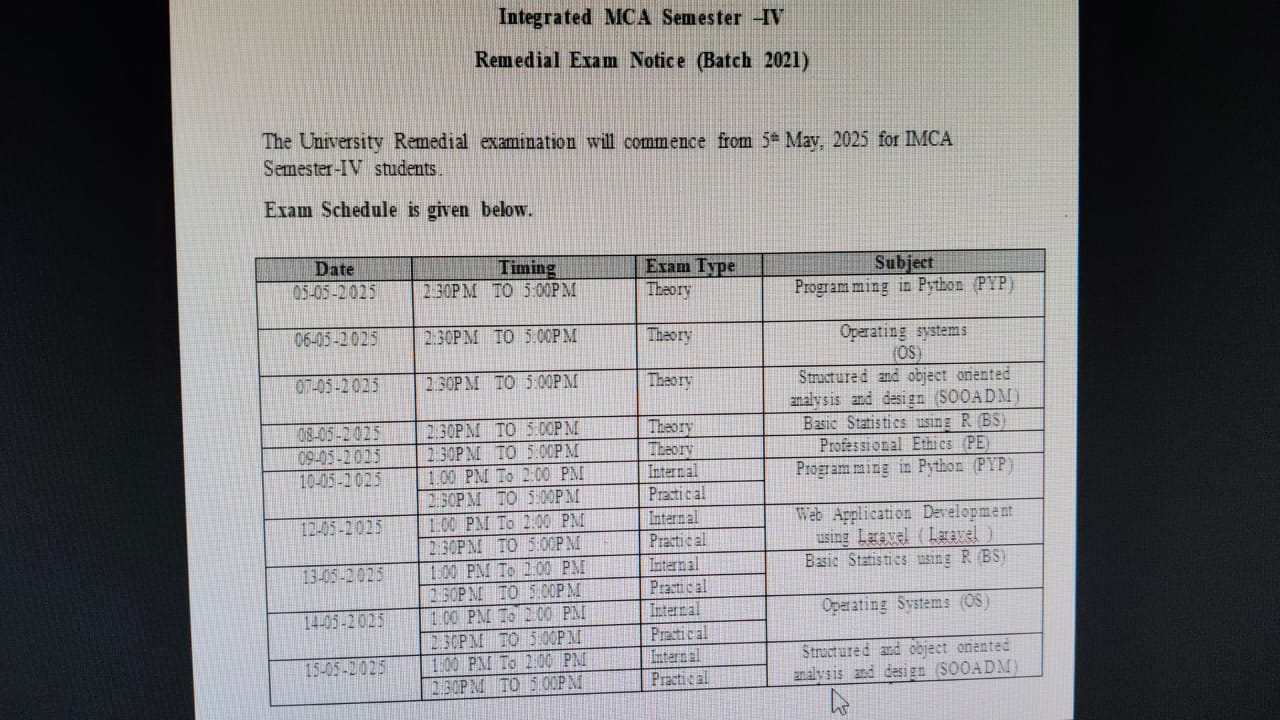 Integrated MCA Semester –IV
Remedial Exam Notice (Batch 2021)
The University Remedial examination will commence from 5th May, 2025 for IMCA
Semester-IV students.
Exam Schedule is given below.
Date Timing Exam Type Subject
05-05-2025 2:30PM TO 5:00PM Theory Programming in Python (PYP)
06-05-2025 2:30PM TO 5:00PM Theory Operating systems
(OS)
07-05-2025 2:30PM TO 5:00PM Theory Structured and object oriented
analysis and design (SOOADM)
08-05-2025 2:30PM TO 5:00PM Theory Basic Statistics using R (BS)
09-05-2025 2:30PM TO 5:00PM Theory Professional Ethics (PE)
10-05-2025 1:00 PM To 2:00 PM Internal Programming in Python (PYP)
2:30PM TO 5:00PM Practical
12-05-2025 1:00 PM To 2:00 PM Internal Web Application Development
2:30PM TO 5:00PM Practical using Laravel ( Laravel )
13-05-2025 1:00 PM To 2:00 PM Internal Basic Statistics using R (BS)
2:30PM TO 5:00PM Practical
14-05-2025 1:00 PM To 2:00 PM Internal Operating Systems (OS)
2:30PM TO 5:00PM Practical
15-05-2025 1:00 PM To 2:00 PM Internal Structured and object oriented
2:30PM TO 5:00PM Practical analysis and design (SOOADM)